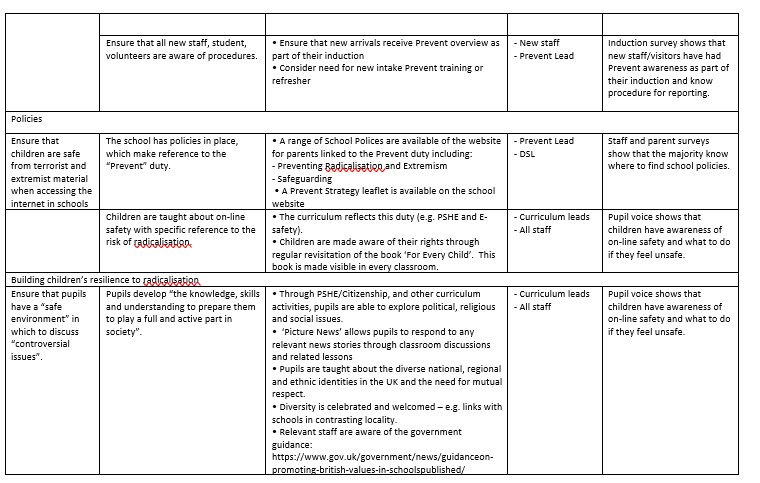 Ensure that all new staff, student,
volunteers are aware of procedures.
• Ensure that new arrivals receive Prevent overview as
part of their induction
• Consider need for new intake Prevent training or
refresher
- New staff
- Prevent Lead
Induction survey shows that
new staff/visitors have had
Prevent awareness as part of
their induction and know
procedure for reporting.
Policies
Ensure that
children are safe
from terrorist and
extremist material
when accessing the
internet in schools
The school has policies in place,
which make reference to the
“Prevent” duty.
• A range of School Polices are available of the website
for parents linked to the Prevent duty including:
- Preventing Radicalisation and Extremism
- Safeguarding
• A Prevent Strategy leaflet is available on the school
website
- Prevent Lead
- DSL
Staff and parent surveys
show that the majority know
where to find school policies.
Children are taught about on-line
safety with specific reference to the
risk of radicalisation.
• The curriculum reflects this duty (e.g. PSHE and E-
safety).
• Children are made aware of their rights through
regular revisitation of the book ‘For Every Child’. This
book is made visible in every classroom.
- Curriculum leads
- All staff
Pupil voice shows that
children have awareness of
on-line safety and what to do
if they feel unsafe.
Building children’s resilience to radicalisation
Ensure that pupils
have a “safe
environment” in
which to discuss
“controversial
issues”.
Pupils develop “the knowledge, skills
and understanding to prepare them
to play a full and active part in
society”.
• Through PSHE/Citizenship, and other curriculum
activities, pupils are able to explore political, religious
and social issues.
• ‘Picture News’ allows pupils to respond to any
relevant news stories through classroom discussions
and related lessons
• Pupils are taught about the diverse national, regional
and ethnic identities in the UK and the need for mutual
respect.
• Diversity is celebrated and welcomed – e.g. links with
schools in contrasting locality.
• Relevant staff are aware of the government
guidance:
https://www.gov.uk/government/news/guidanceon-
promoting-british-values-in-schoolspublished/
- Curriculum leads
- All staff
Pupil voice shows that
children have awareness of
on-line safety and what to do
if they feel unsafe.